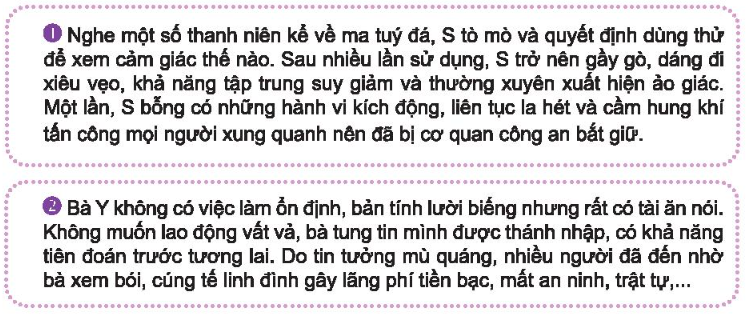 1 Nghe một số thanh niên kể về ma tuý đá, S tò mò và quyết định dùng thử
để xem cảm giác thế nào. Sau nhiều lần sử dụng, S trở nên gầy gò, dáng đi
xiêu vẹo, khả năng tập trung suy giảm và thường xuyên xuất hiện ảo giác.
Một lần, S bỗng có những hành vi kích động, liên tục la hét và cầm hung khí
tấn công mọi người xung quanh nên đã bị cơ quan công an bắt giữ.
2 Bà Y không có việc làm ổn định, bản tính lười biếng nhưng rất có tài ăn nói.
Không muốn lao động vất vả, bà tung tin mình được thánh nhập, có khả năng
tiên đoán trước tương lai. Do tin tưởng mù quáng, nhiều người đã đến nhờ
bà xem bói, cúng tế linh đình gây lãng phí tiền bạc, mất an ninh, trật tự,...